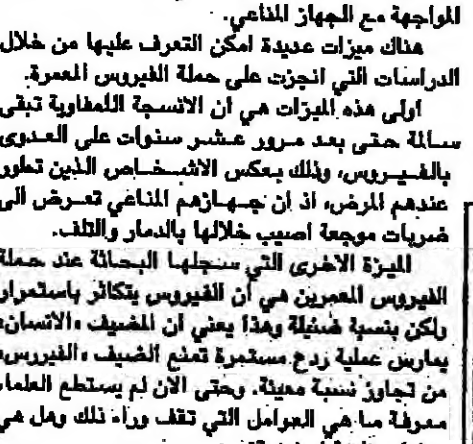 المواجهة مع الجهاز المناعي.
هناك ميزات عديدة امكن التعرف عليها من خلال
الدراسات التي انجزت على حملة الفيروس المعمرة.
اولى هذه الميزات هي ان الانسجة اللمفاوية تبقى
سالمة حتى بعد مرور عشر سنوات على العدوى
بالفيروس، وذلك بعكس الاشخاص الذين تطور
عندهم المرض، اذ ان جهازهم المناعي تعرض الى
ضربات موجعة اصيب خلالها بالدمار والتلف.
الميزة الاخرى التي سجلها البحاثة عند حملة
الفيروس المعمرين هي أن الفيروس يتكاثر باستمرار
ولكن بنسبة ضئيلة وهذا يعني ان المضيف «الانسان»
يمارس عملية ردع مستمرة تمنع الضيف «الفيروس»
من تجاوز نسبة معينة. وحتى الان لم يستطع العلماء
معرفة ما هي العوامل التي تقف وراء ذلك وهل هي